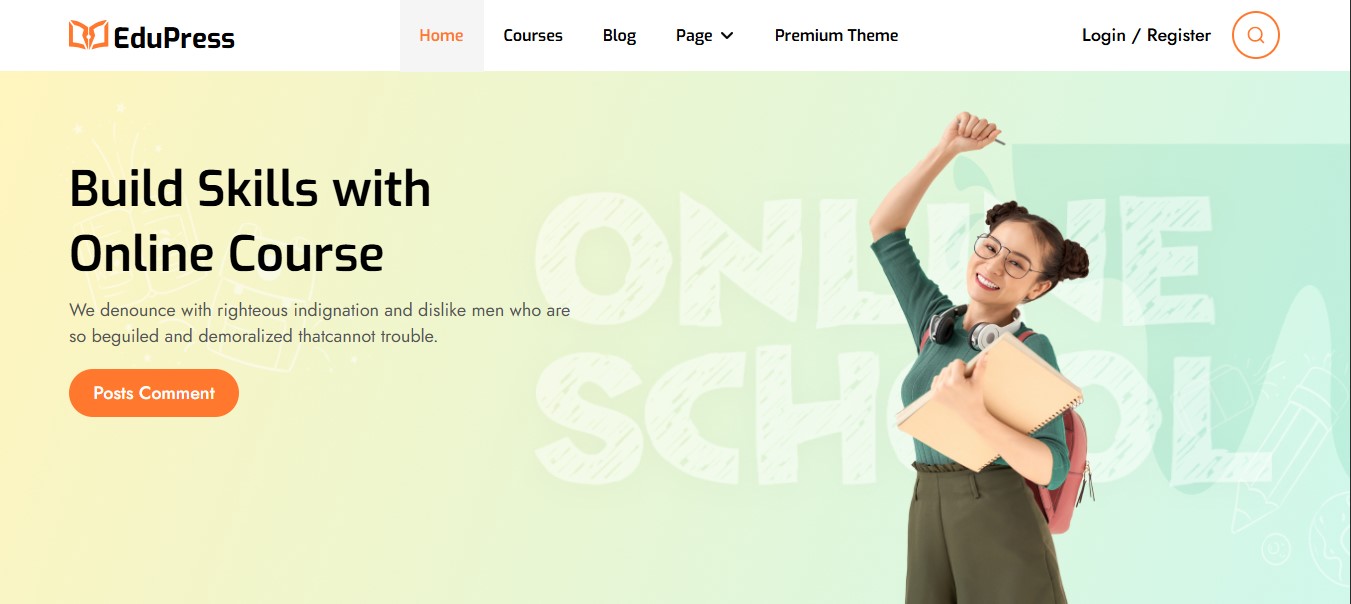 EduPress
Home
Courses
Blog
Page
Premium Theme
Login / Register
Build Skills with
Online Course
We denounce with righteous indignation and dislike men who are
so beguiled and demoralized thatcannot trouble.
Posts Comment
ONLINE
SCHOOL